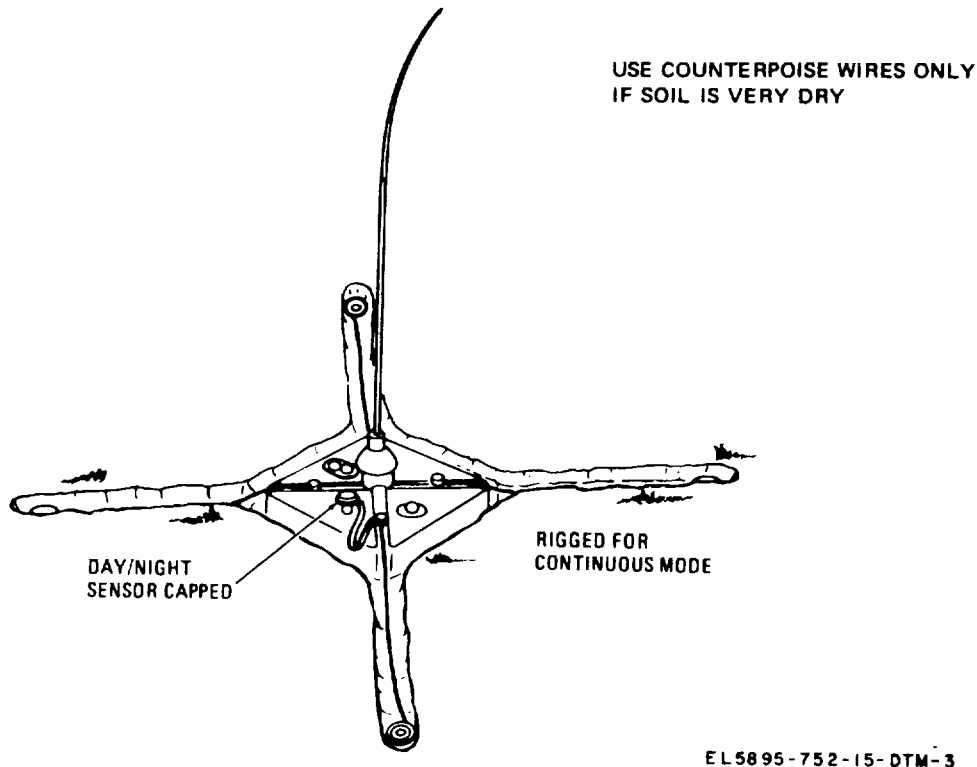 USE COUNTERPOISE WIRES ONLY
IF SOIL IS VERY DRY
DAY/NIGHT
SENSOR CAPPED
RIGGED FOR
CONTINUOUS MODE
EL5895-752-15-DTM-3